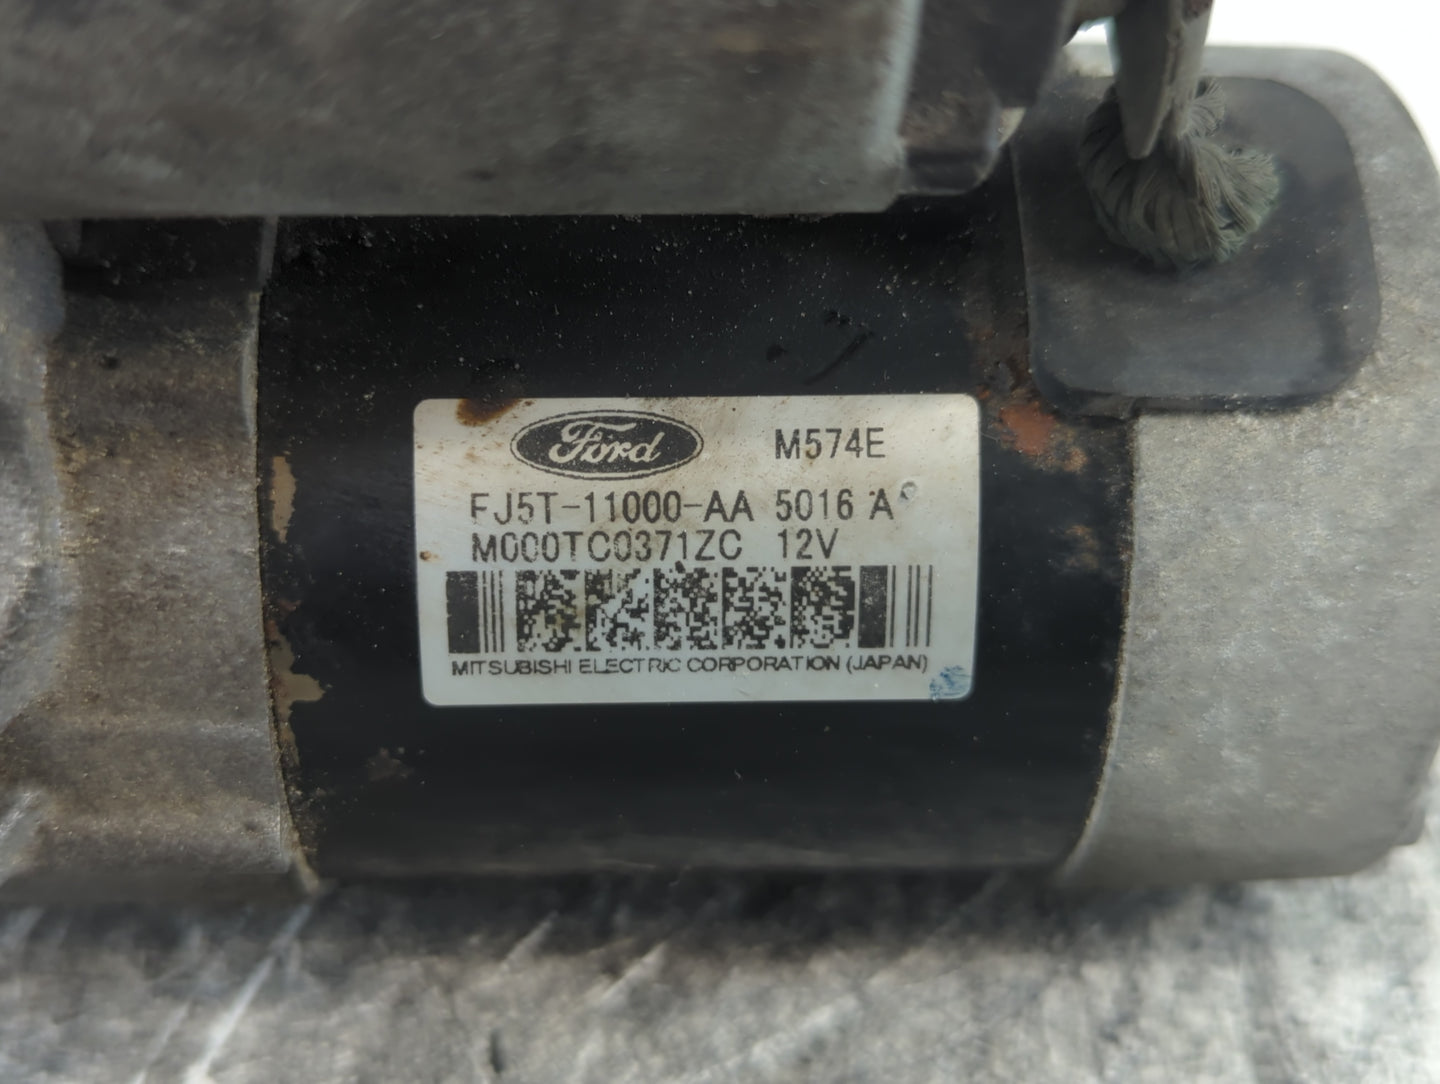 Ford M574E
FJ5T-11000-AA 5016 A
M000TC0371ZC 12V
MITSUBISHI ELECTRIC CORPORATION (JAPAN)